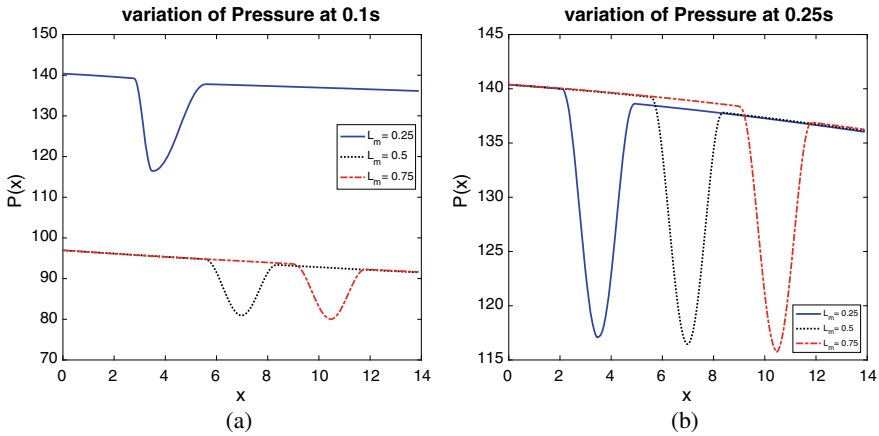 variation of Pressure at 0.1s
150
140
130
120
110
100
90
80
70
P(x)
0 2 4 6 8 10 12 14
x
L_m = 0.25
L_m = 0.5
L_m = 0.75
(a)
variation of Pressure at 0.25s
145
140
135
130
125
120
115
P(x)
0 2 4 6 8 10 12 14
x
L_m = 0.25
L_m = 0.5
L_m = 0.75
(b)